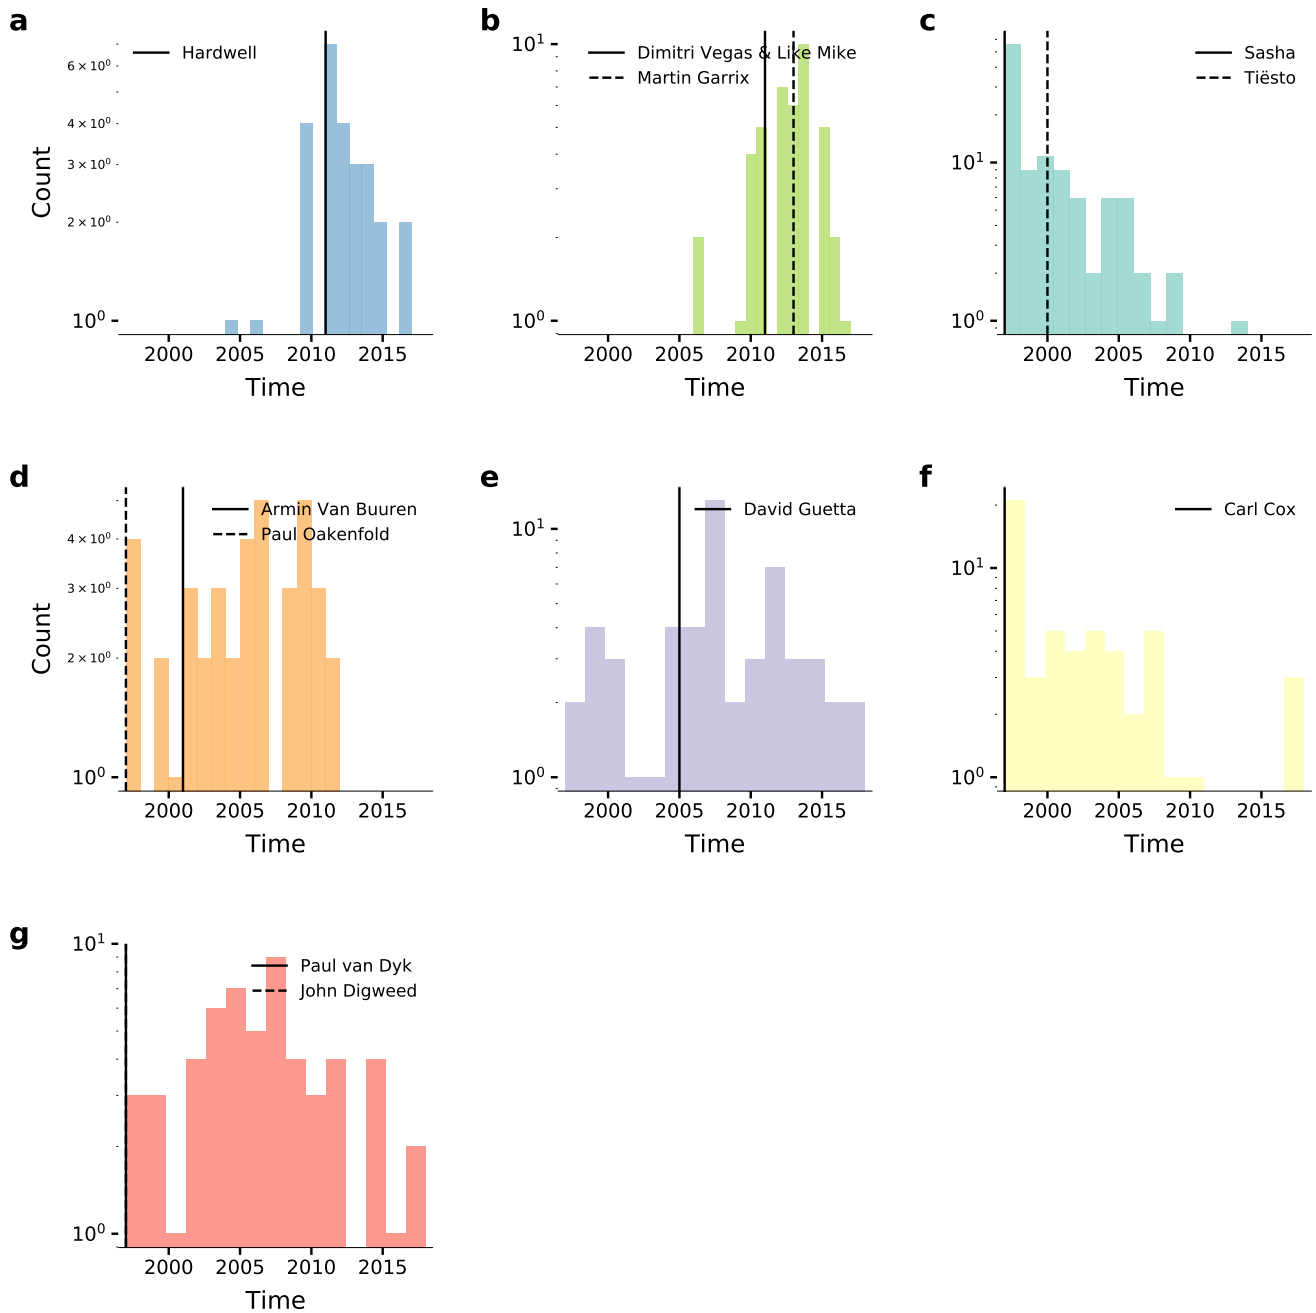 a
Hardwell
6 × 10⁰
4 × 10⁰
3 × 10⁰
2 × 10⁰
10⁰
Count
2000 2005 2010 2015
Time
b
Dimitri Vegas & Like Mike
Martin Garrix
10¹
10⁰
2000 2005 2010 2015
Time
c
Sasha
Tiësto
10¹
10⁰
2000 2005 2010 2015
Time
d
Armin Van Buuren
Paul Oakenfold
4 × 10⁰
3 × 10⁰
2 × 10⁰
10⁰
Count
2000 2005 2010 2015
Time
e
David Guetta
10¹
10⁰
2000 2005 2010 2015
Time
f
Carl Cox
10¹
10⁰
2000 2005 2010 2015
Time
g
Paul van Dyk
John Digweed
10¹
10⁰
2000 2005 2010 2015
Time